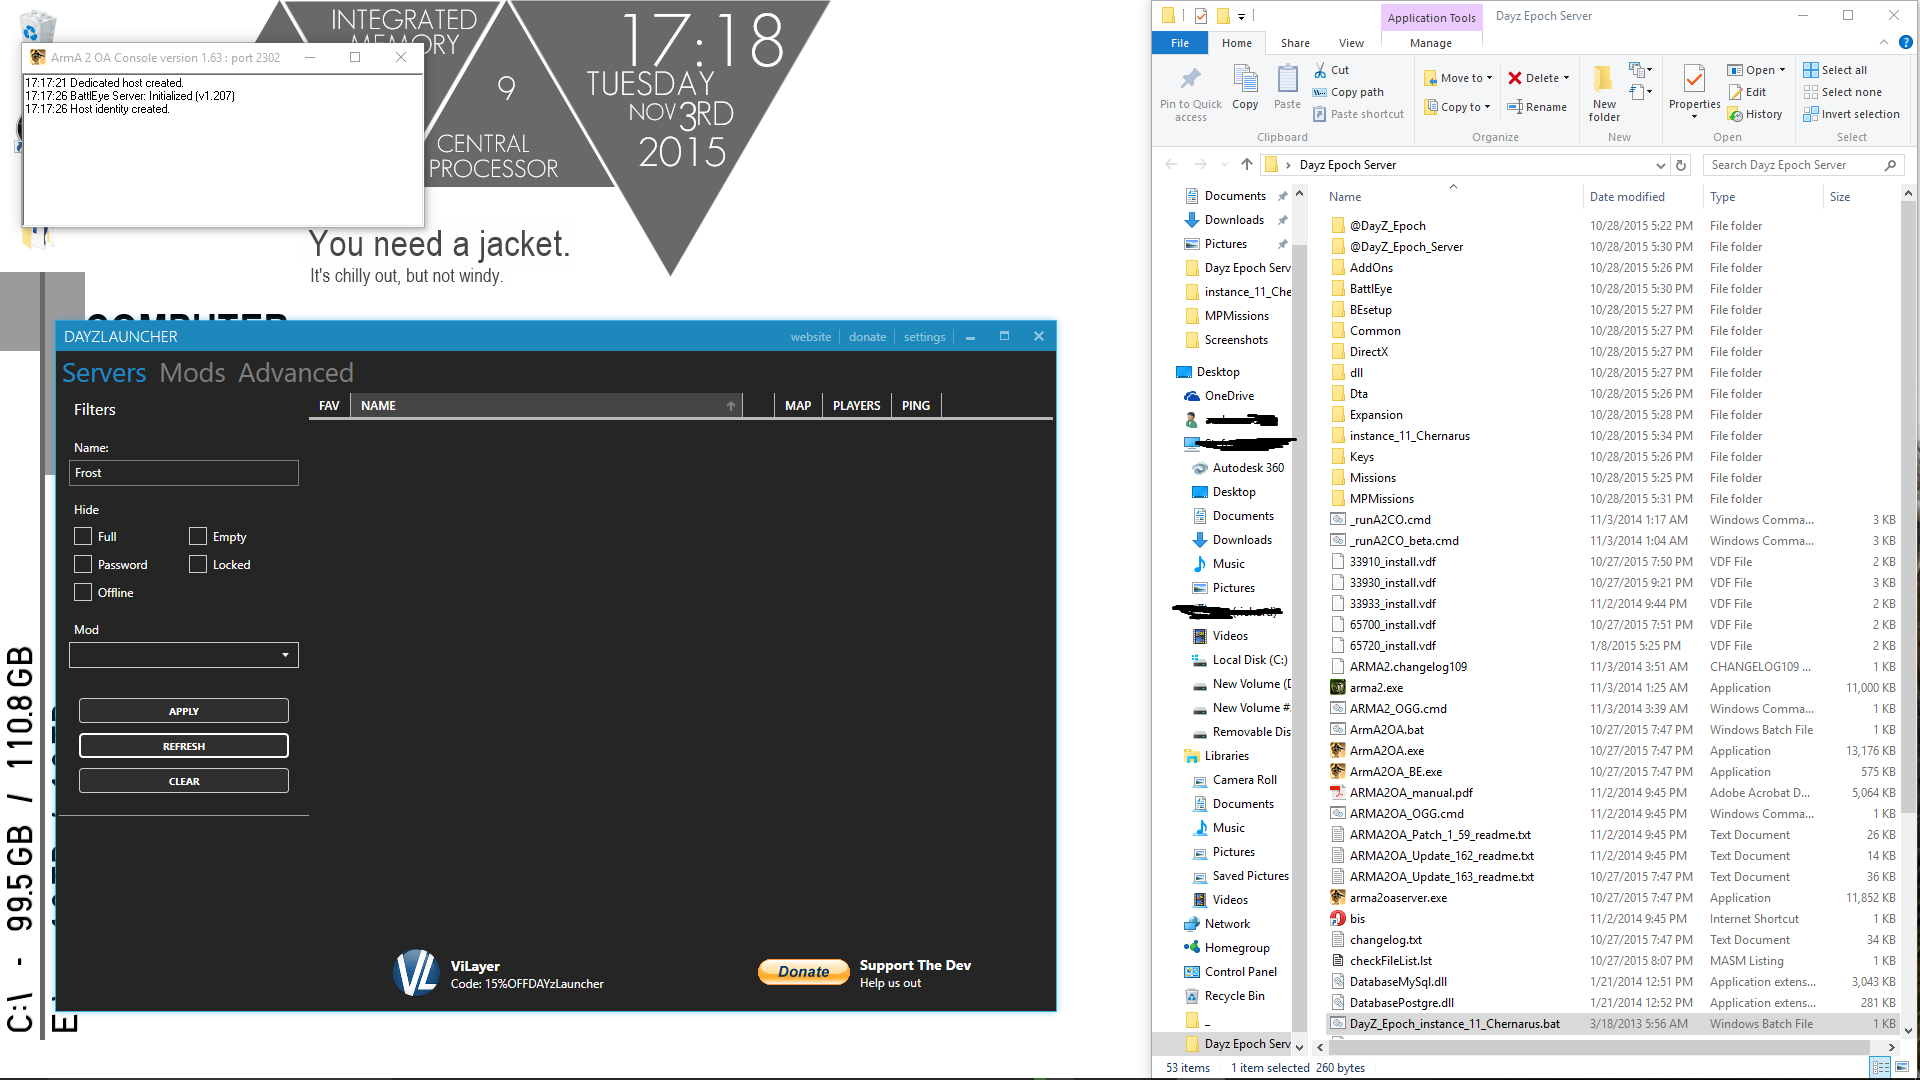 INTEGRATED
MEMORY
9
CENTRAL
PROCESSOR
17:18
TUESDAY
NOV 3RD
2015
ArmA 2 OA Console version 1.63 : port 2302
17:17:21 Dedicated host created.
17:17:26 BattlEye Server: Initialized (v1.207)
17:17:26 Host identity created.
You need a jacket.
It's chilly out, but not windy.
COMPUTER
C:\ - 99.5 GB / 110.8 GB
DAYZLAUNCHER
website
donate
settings
Servers Mods Advanced
Filters
FAV NAME MAP PLAYERS PING
Name:
Frost
Hide
Full
Empty
Password
Locked
Offline
Mod
APPLY
REFRESH
CLEAR
VL
ViLayer
Code: 15%OFFDAYzLauncher
Donate
Support The Dev
Help us out
Application Tools
Dayz Epoch Server
File
Home
Share
View
Manage
Pin to Quick
access
Copy
Paste
Cut
Copy path
Paste shortcut
Clipboard
Move to
Copy to
Delete
Rename
Organize
New
folder
New
Properties
Open
Edit
History
Open
Select all
Select none
Invert selection
Select
Dayz Epoch Server
Search Dayz Epoch Server
Documents
Downloads
Pictures
Dayz Epoch Serv
instance_11_Che
MPMissions
Screenshots
Desktop
OneDrive
Autodesk 360
Desktop
Documents
Downloads
Music
Pictures
Videos
Local Disk (C:)
New Volume (D
New Volume #
Removable Dis
Libraries
Camera Roll
Documents
Music
Pictures
Saved Pictures
Videos
Network
Homegroup
Control Panel
Recycle Bin
_
Dayz Epoch Serv
Name Date modified Type Size
@DayZ_Epoch 10/28/2015 5:22 PM File folder
@DayZ_Epoch_Server 10/28/2015 5:30 PM File folder
AddOns 10/28/2015 5:26 PM File folder
BattlEye 10/28/2015 5:30 PM File folder
BEsetup 10/28/2015 5:27 PM File folder
Common 10/28/2015 5:27 PM File folder
DirectX 10/28/2015 5:27 PM File folder
dll 10/28/2015 5:27 PM File folder
Dta 10/28/2015 5:27 PM File folder
Expansion 10/28/2015 5:28 PM File folder
instance_11_Chernarus 10/28/2015 5:34 PM File folder
Keys 10/28/2015 5:26 PM File folder
Missions 10/28/2015 5:25 PM File folder
MPMissions 10/28/2015 5:31 PM File folder
_runA2CO.cmd 11/3/2014 1:17 AM Windows Comma... 3 KB
_runA2CO_beta.cmd 11/3/2014 1:04 AM Windows Comma... 3 KB
33910_install.vdf 10/27/2015 7:50 PM VDF File 2 KB
33930_install.vdf 10/27/2015 9:21 PM VDF File 3 KB
33933_install.vdf 11/2/2014 9:44 PM VDF File 2 KB
65700_install.vdf 10/27/2015 7:51 PM VDF File 2 KB
65720_install.vdf 1/8/2015 5:25 PM VDF File 2 KB
ARMA2.changelog109 11/3/2014 3:51 AM CHANGELOG109 ... 1 KB
arma2.exe 11/3/2014 1:25 AM Application 11,000 KB
ARMA2_OGG.cmd 11/3/2014 3:39 AM Windows Comma... 1 KB
ArmA2OA.bat 10/27/2015 7:47 PM Windows Batch File 1 KB
ArmA2OA.exe 10/27/2015 7:47 PM Application 13,176 KB
ArmA2OA_BE.exe 10/27/2015 7:47 PM Application 575 KB
ARMA2OA_manual.pdf 11/2/2014 9:45 PM Adobe Acrobat D... 5,064 KB
ARMA2OA_OGG.cmd 11/2/2014 9:45 PM Windows Comma... 1 KB
ARMA2OA_Patch_1_59_readme.txt 11/2/2014 9:45 PM Text Document 26 KB
ARMA2OA_Update_162_readme.txt 11/2/2014 9:45 PM Text Document 14 KB
ARMA2OA_Update_163_readme.txt 10/27/2015 7:47 PM Text Document 36 KB
arma2oaserver.exe 10/27/2015 7:47 PM Application 11,852 KB
bis 11/2/2014 9:45 PM Internet Shortcut 1 KB
changelog.txt 10/27/2015 7:47 PM Text Document 34 KB
checkFileList.lst 10/27/2015 8:07 PM MASM Listing 1 KB
DatabaseMySql.dll 1/21/2014 12:51 PM Application extens... 3,043 KB
DatabasePostgre.dll 1/21/2014 12:52 PM Application extens... 281 KB
DayZ_Epoch_instance_11_Chernarus.bat 3/18/2013 5:56 AM Windows Batch File 1 KB
53 items 1 item selected 260 bytes